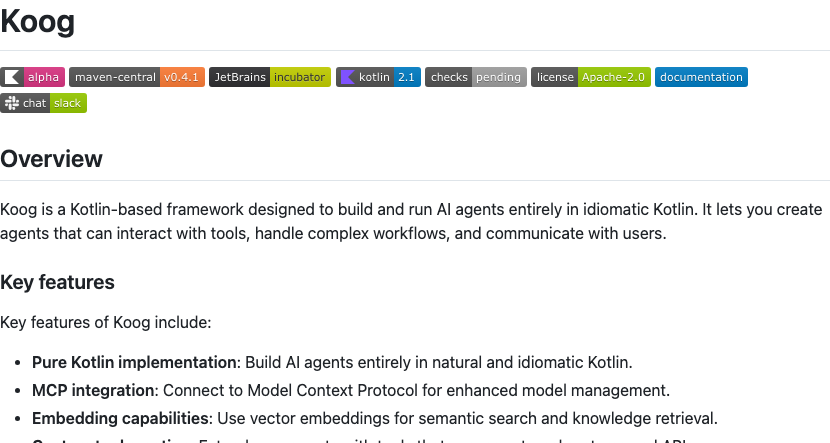 Koog
alpha maven-central v0.4.1 JetBrains incubator kotlin 2.1 checks pending license Apache-2.0 documentation
chat slack
Overview
Koog is a Kotlin-based framework designed to build and run AI agents entirely in idiomatic Kotlin. It lets you create
agents that can interact with tools, handle complex workflows, and communicate with users.
Key features
Key features of Koog include:
• Pure Kotlin implementation: Build AI agents entirely in natural and idiomatic Kotlin.
• MCP integration: Connect to Model Context Protocol for enhanced model management.
• Embedding capabilities: Use vector embeddings for semantic search and knowledge retrieval.